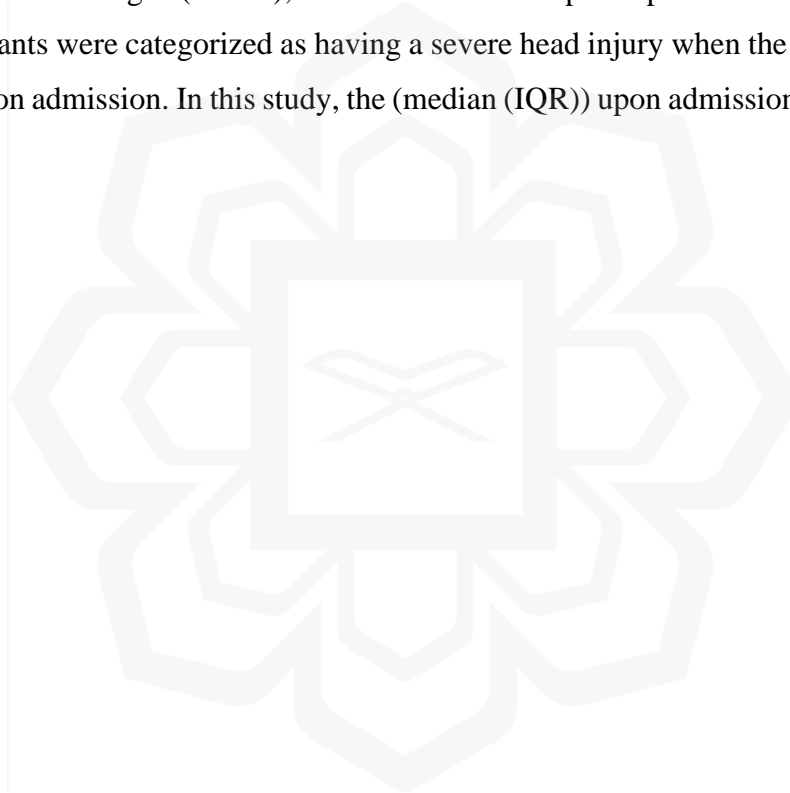 ants were categorized as having a severe head injury when the
on admission. In this study, the (median (IQR)) upon admission